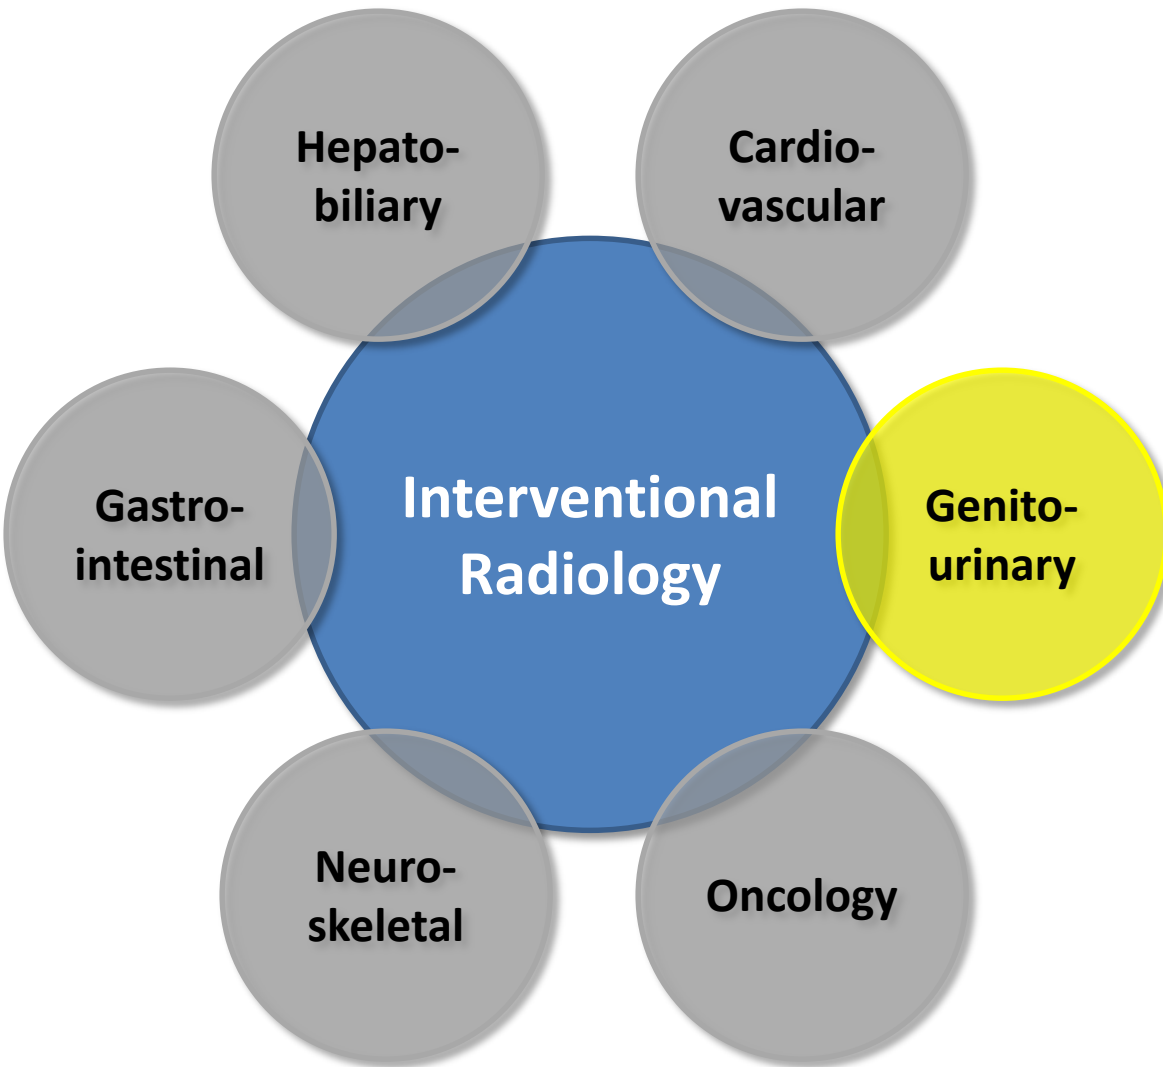 Hepato-
biliary
Cardio-
vascular
Gastro-
intestinal
Interventional
Radiology
Genito-
urinary
Neuro-
skeletal
Oncology